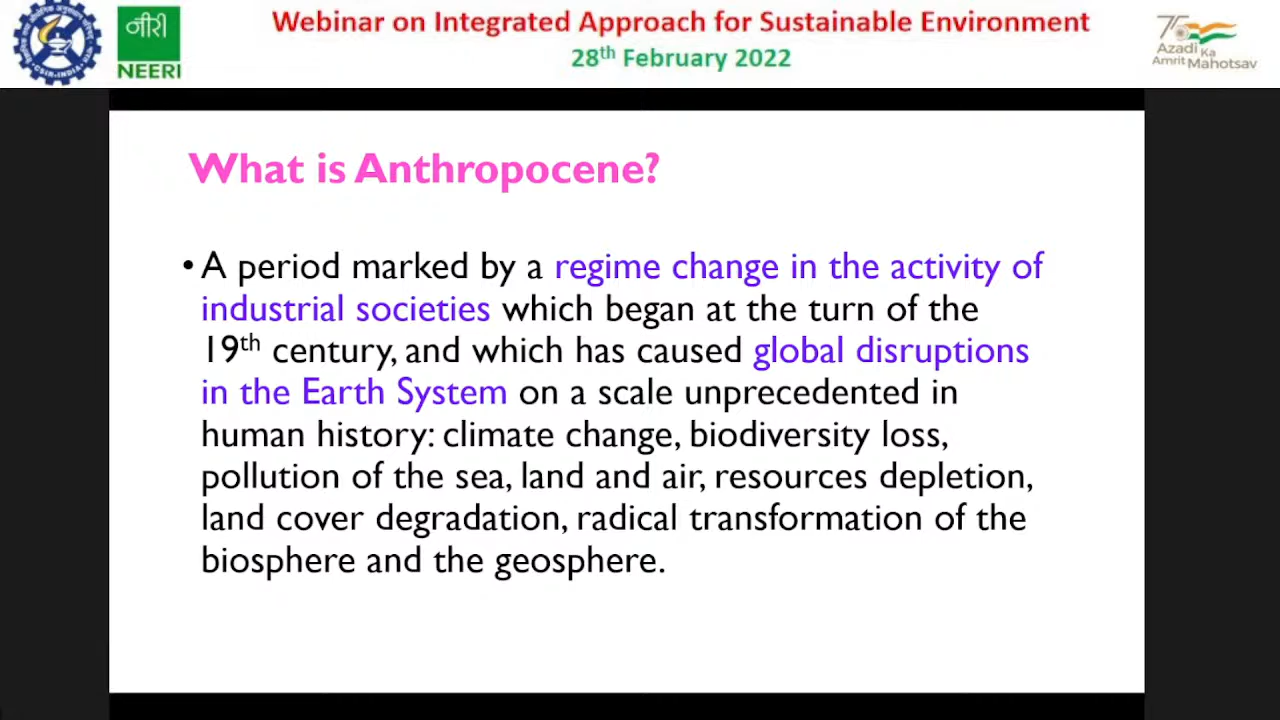 Webinar on Integrated Approach for Sustainable Environment
28th February 2022
नीरी
NEERI
CSIR-INDIA
75
Azadi Ka
Amrit Mahotsav
What is Anthropocene?
• A period marked by a regime change in the activity of
industrial societies which began at the turn of the
19th century, and which has caused global disruptions
in the Earth System on a scale unprecedented in
human history: climate change, biodiversity loss,
pollution of the sea, land and air, resources depletion,
land cover degradation, radical transformation of the
biosphere and the geosphere.